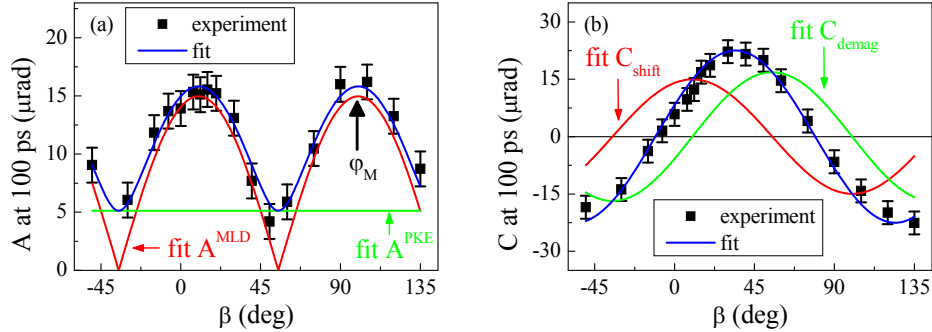 (a)
experiment
fit
A at 100 ps (μrad)
20
15
10
5
0
φM
fit A^MLD
fit A^PKE
-45 0 45 90 135
β (deg)
(b)
C at 100 ps (μrad)
30
15
0
-15
-30
fit Cshift
fit Cdemag
experiment
fit
-45 0 45 90 135
β (deg)